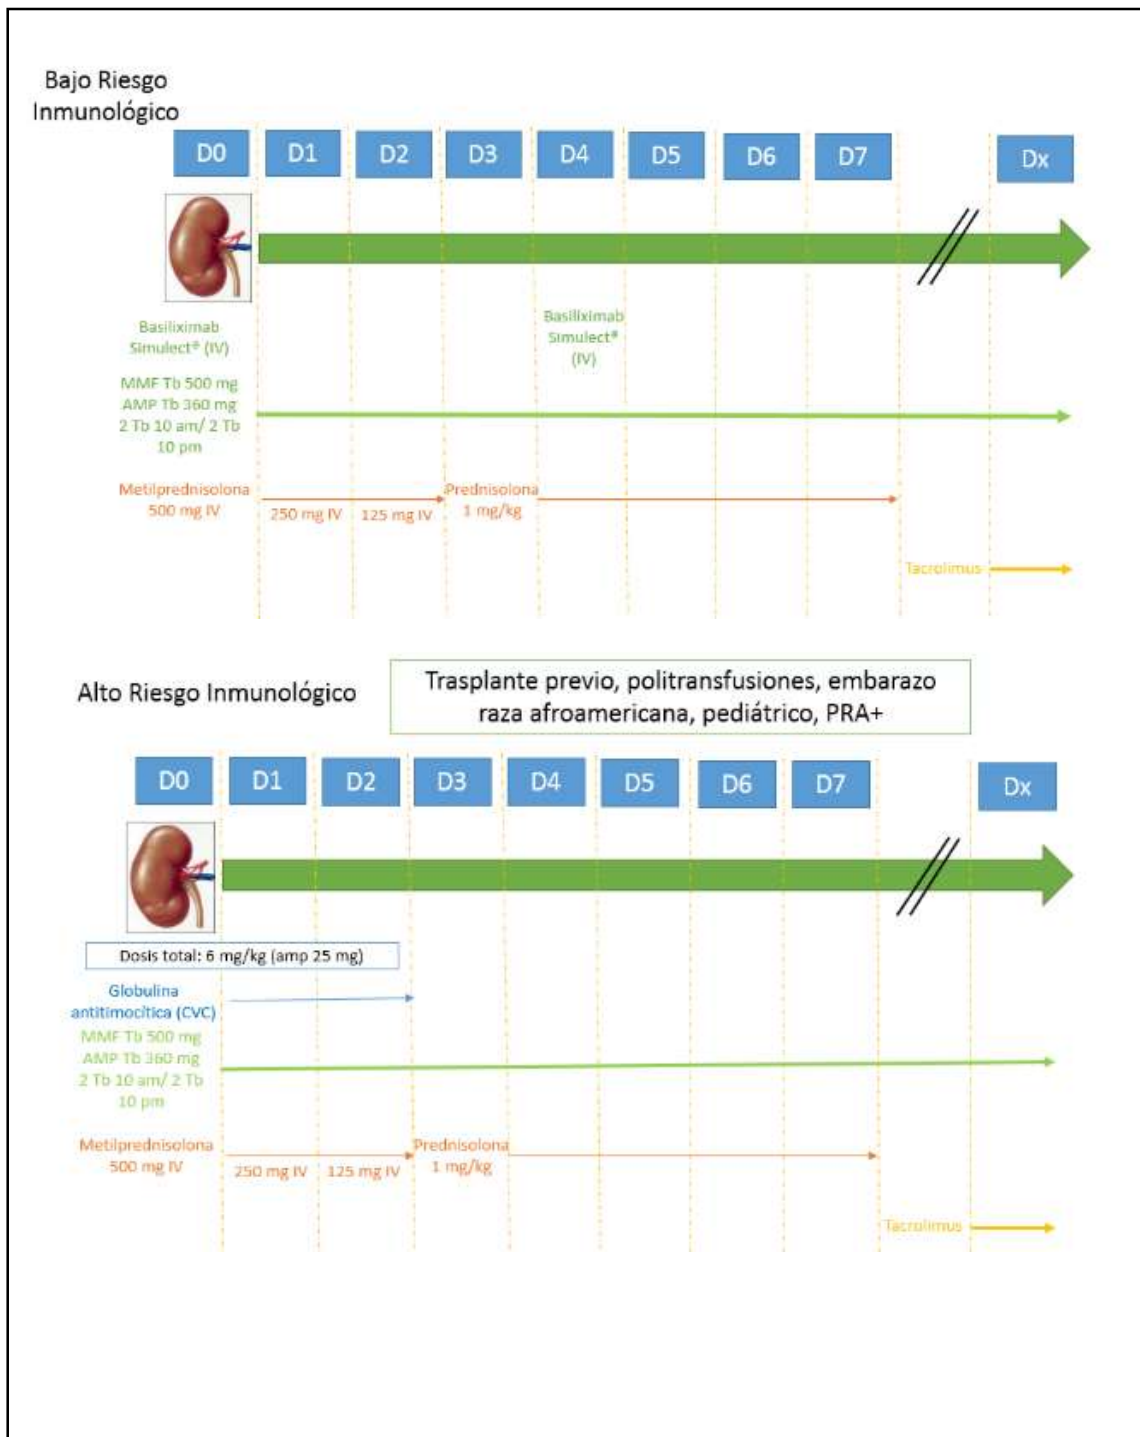 Bajo Riesgo
Inmunológico
D0 D1 D2 D3 D4 D5 D6 D7 Dx
Basiliximab
Simulect® (IV)
Basiliximab
Simulect®
(IV)
MMF Tb 500 mg
AMP Tb 360 mg
2 Tb 10 am/ 2 Tb
10 pm
Metilprednisolona
500 mg IV
250 mg IV
125 mg IV
Prednisolona
1 mg/kg
Tacrolimus
Alto Riesgo Inmunológico
Trasplante previo, politransfusiones, embarazo
raza afroamericana, pediátrico, PRA+
D0 D1 D2 D3 D4 D5 D6 D7 Dx
Dosis total: 6 mg/kg (amp 25 mg)
Globulina
antitimocítica (CVC)
MMF Tb 500 mg
AMP Tb 360 mg
2 Tb 10 am/ 2 Tb
10 pm
Metilprednisolona
500 mg IV
250 mg IV
125 mg IV
Prednisolona
1 mg/kg
Tacrolimus